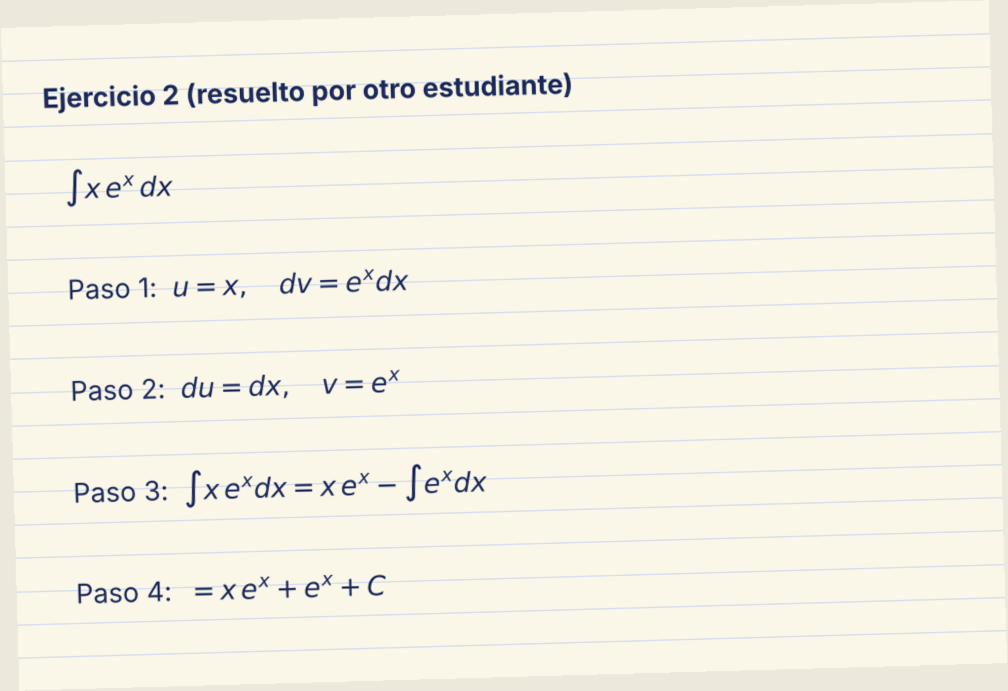 Ejercicio 2 (resuelto por otro estudiante)
∫ x eˣ dx
Paso 1: u = x, dv = eˣdx
Paso 2: du = dx, v = eˣ
Paso 3: ∫ x eˣdx = x eˣ − ∫ eˣdx
Paso 4: = x eˣ + eˣ + C